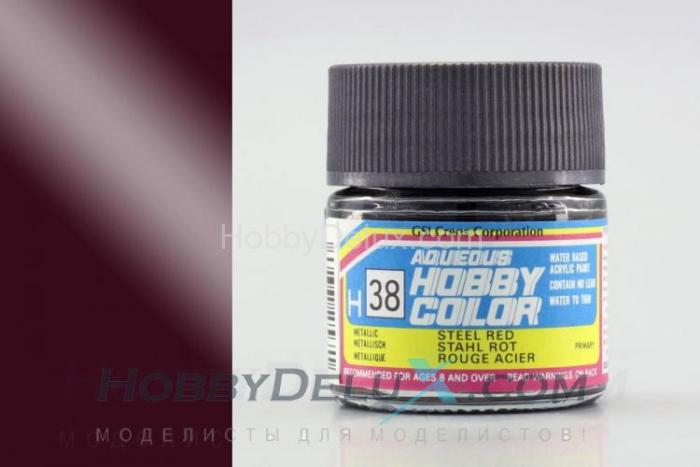 GSI Creos Corporation
AQUEOUS
HOBBY
COLOR
H 38
WATER BASED
ACRYLIC PAINT
CONTAIN NO LEAD
WATER TO THIN
METALLIC
METALLISCH
METALLIQUE
STEEL RED
STAHL ROT
ROUGE ACIER
PRIMARY
RECOMMENDED FOR AGES 8 AND OVER READ WARNINGS ON BACK
HobbyDelux.com
HOBBYDELUX.COM
МОДЕЛИСТЫ ДЛЯ МОДЕЛИСТОВ!